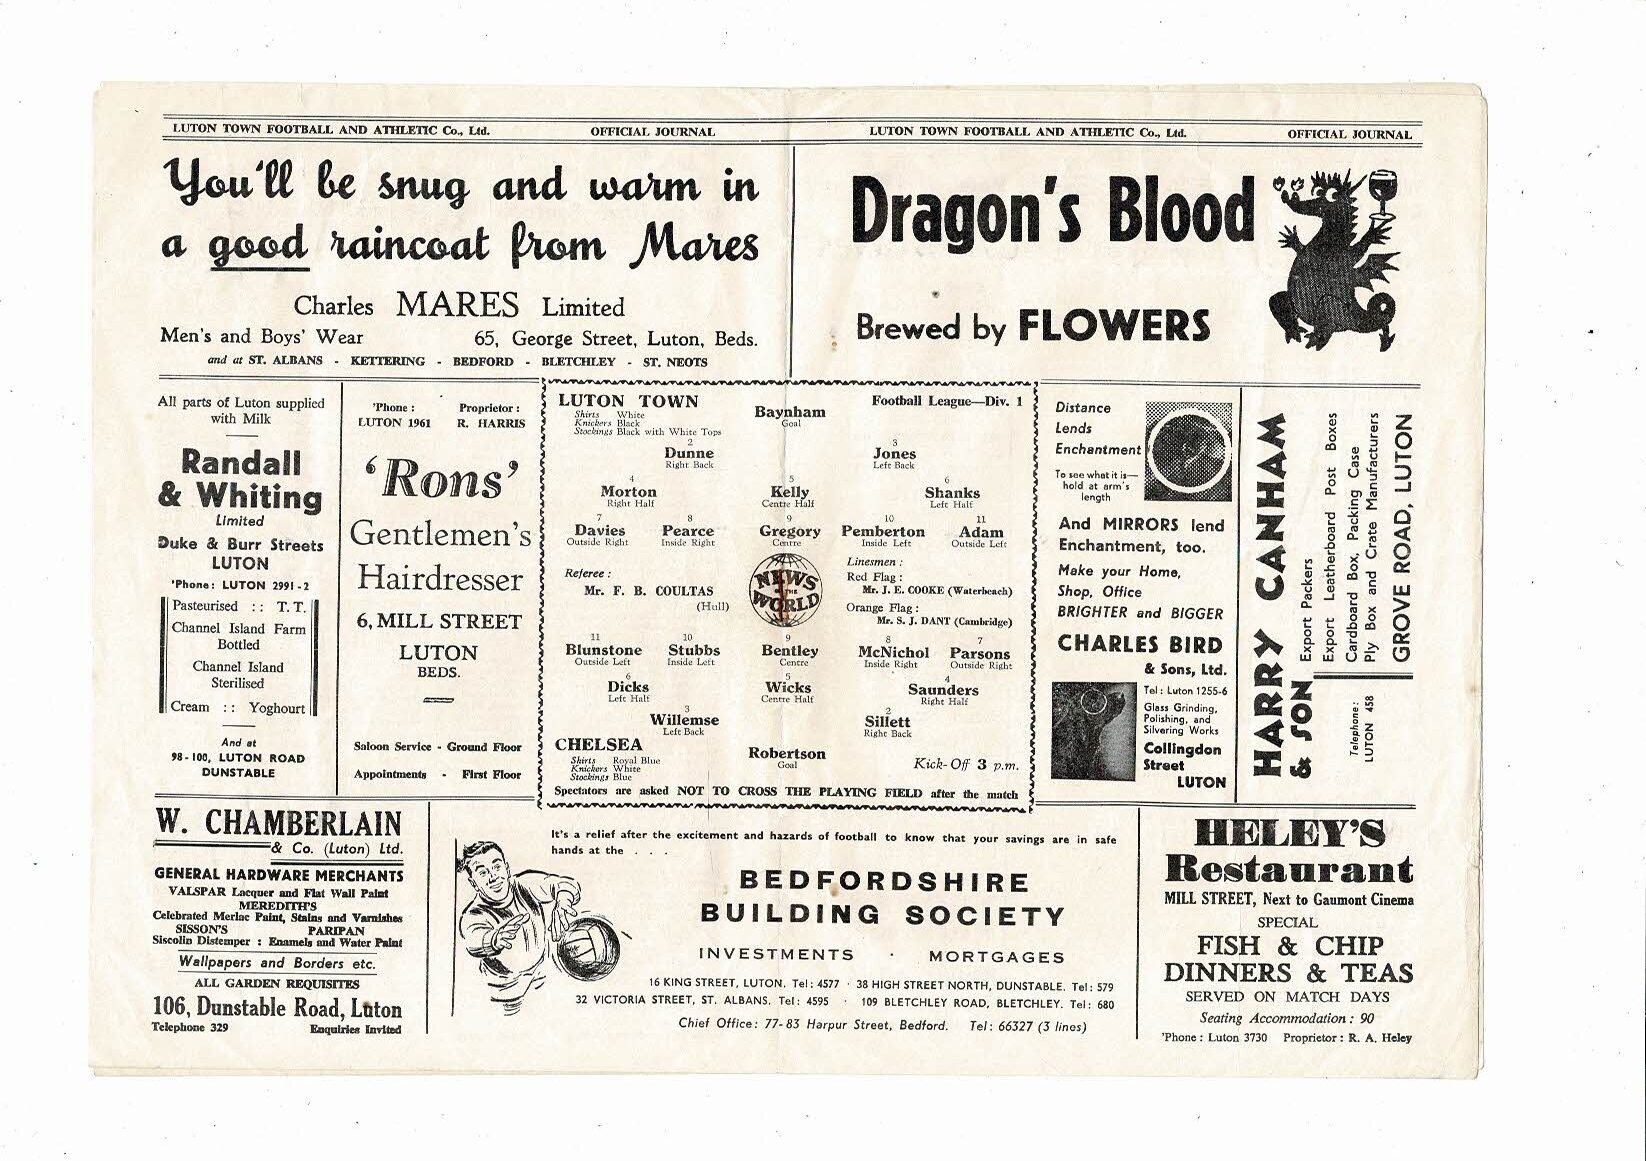 LUTON TOWN FOOTBALL AND ATHLETIC Co., Ltd. OFFICIAL JOURNAL
LUTON TOWN FOOTBALL AND ATHLETIC Co., Ltd. OFFICIAL JOURNAL
You'll be snug and warm in
a good raincoat from Mares
Charles MARES Limited
Men's and Boys' Wear 65, George Street, Luton, Beds.
and at ST. ALBANS - KETTERING - BEDFORD - BLETCHLEY - ST. NEOTS
Dragon's Blood
Brewed by FLOWERS
All parts of Luton supplied
with Milk
Randall
& Whiting
Limited
Duke & Burr Streets
LUTON
'Phone: LUTON 2991-2
Pasteurised :: T. T.
Channel Island Farm
Bottled
Channel Island
Sterilised
Cream :: Yoghourt
And at
98-100, LUTON ROAD
DUNSTABLE
'Phone : Proprietor :
LUTON 1961 R. HARRIS
'Rons'
Gentlemen's
Hairdresser
6, MILL STREET
LUTON
BEDS.
Saloon Service - Ground Floor
Appointments - First Floor
LUTON TOWN
Shirts White
Knickers Black
Stockings Black with White Tops
Baynham
Goal
Football League—Div. 1
2 3
Dunne Jones
Right Back Left Back
4 5 6
Morton Kelly Shanks
Right Half Centre Half Left Half
7 8 9 10 11
Davies Pearce Gregory Pemberton Adam
Outside Right Inside Right Centre Inside Left Outside Left
Referee :
Mr. F. B. COULTAS
(Hull)
NEWS
OF THE
WORLD
Linesmen :
Red Flag :
Mr. J. E. COOKE (Waterbeach)
Orange Flag :
Mr. S. J. DANT (Cambridge)
11 10 9 8 7
Blunstone Stubbs Bentley McNichol Parsons
Outside Left Inside Left Centre Inside Right Outside Right
6 5 4
Dicks Wicks Saunders
Left Half Centre Half Right Half
3 2
Willemse Sillett
Left Back Right Back
CHELSEA
Shirts Royal Blue
Knickers White
Stockings Blue
Robertson
Goal
Kick-Off 3 p.m.
Spectators are asked NOT TO CROSS THE PLAYING FIELD after the match
Distance
Lends
Enchantment
To see what it is—
hold at arm's
length
And MIRRORS lend
Enchantment, too.
Make your Home,
Shop, Office
BRIGHTER and BIGGER
CHARLES BIRD
& Sons, Ltd.
Tel : Luton 1255-6
Glass Grinding,
Polishing, and
Silvering Works
Collingdon
Street
LUTON
HARRY CANHAM
& SON
Export Packers
Export Leatherboard Post Boxes
Cardboard Box, Packing Case
Ply Box and Crate Manufacturers
GROVE ROAD, LUTON
Telephone:
LUTON 458
W. CHAMBERLAIN
& Co. (Luton) Ltd.
GENERAL HARDWARE MERCHANTS
VALSPAR Lacquer and Flat Wall Paint
MEREDITH'S
Celebrated Merlac Paint, Stains and Varnishes
SISSON'S PARIPAN
Siscolin Distemper : Enamels and Water Paint
Wallpapers and Borders etc.
ALL GARDEN REQUISITES
106, Dunstable Road, Luton
Telephone 329 Enquiries Invited
It's a relief after the excitement and hazards of football to know that your savings are in safe
hands at the . . .
BEDFORDSHIRE
BUILDING SOCIETY
INVESTMENTS · MORTGAGES
16 KING STREET, LUTON. Tel: 4577 · 38 HIGH STREET NORTH, DUNSTABLE. Tel: 579
32 VICTORIA STREET, ST. ALBANS. Tel: 4595 · 109 BLETCHLEY ROAD, BLETCHLEY. Tel: 680
Chief Office: 77-83 Harpur Street, Bedford. Tel: 66327 (3 lines)
HELEY'S
Restaurant
MILL STREET, Next to Gaumont Cinema
SPECIAL
FISH & CHIP
DINNERS & TEAS
SERVED ON MATCH DAYS
Seating Accommodation : 90
'Phone : Luton 3730 Proprietor : R. A. Heley